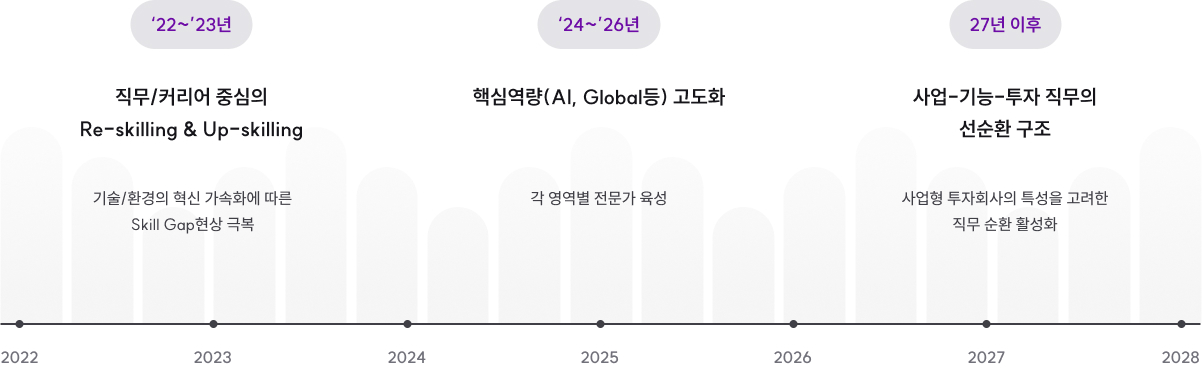 ‘22~’23년
직무/커리어 중심의
Re-skilling & Up-skilling
기술/환경의 혁신 가속화에 따른
Skill Gap현상 극복
‘24~’26년
핵심역량(AI, Global등) 고도화
각 영역별 전문가 육성
27년 이후
사업-기능-투자 직무의
선순환 구조
사업형 투자회사의 특성을 고려한
직무 순환 활성화
2022
2023
2024
2025
2026
2027
2028